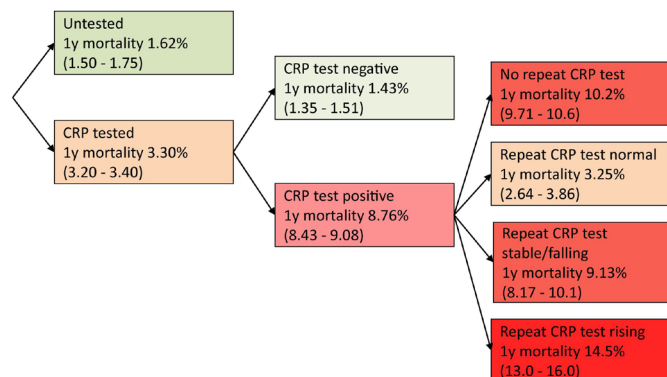 Untested
1y mortality 1.62%
(1.50 - 1.75)
CRP tested
1y mortality 3.30%
(3.20 - 3.40)
CRP test negative
1y mortality 1.43%
(1.35 - 1.51)
CRP test positive
1y mortality 8.76%
(8.43 - 9.08)
No repeat CRP test
1y mortality 10.2%
(9.71 - 10.6)
Repeat CRP test normal
1y mortality 3.25%
(2.64 - 3.86)
Repeat CRP test
stable/falling
1y mortality 9.13%
(8.17 - 10.1)
Repeat CRP test rising
1y mortality 14.5%
(13.0 - 16.0)